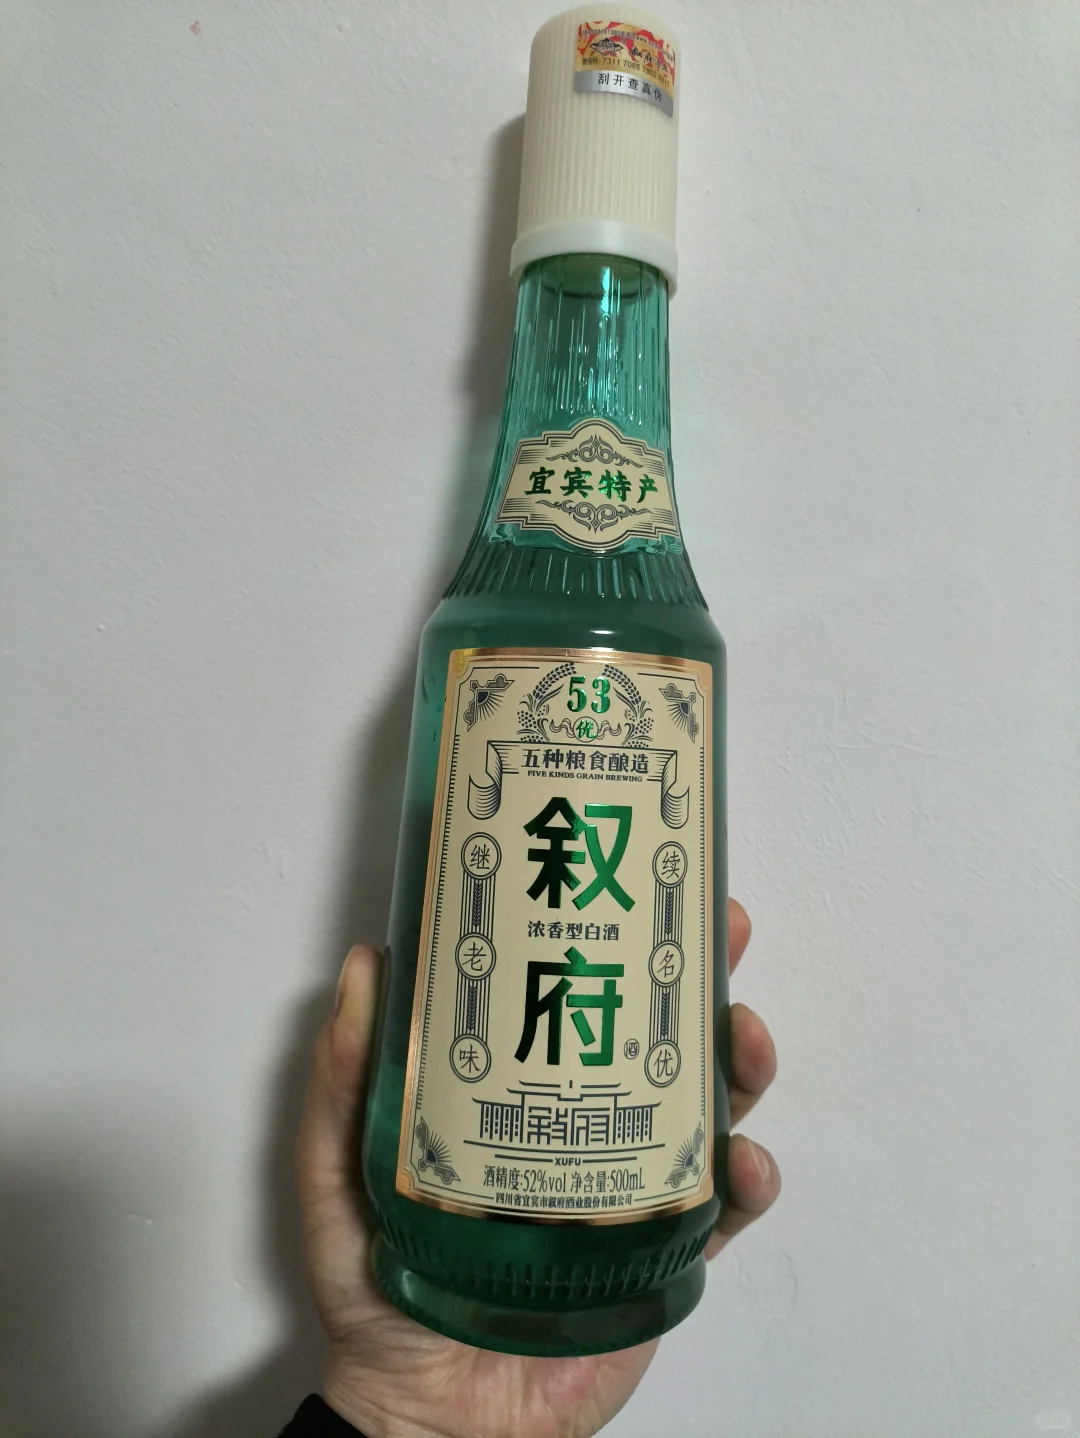 刮开查真伪
宜宾特产
53
优
五种粮食酿造
FIVE KINDS GRAIN BREWING
叙府
浓香型白酒
继老味
续名优
酒
叙府
XUFU
酒精度:52%vol 净含量:500mL
四川省宜宾市叙府酒业股份有限公司